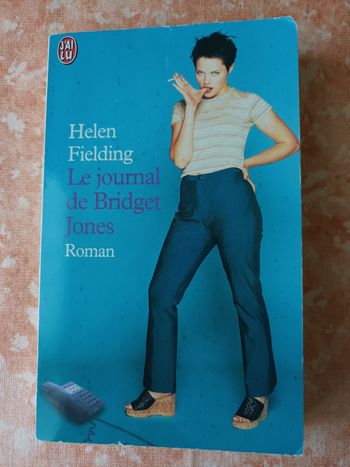 J'AI
LU
Helen
Fielding
Le journal
de Bridget
Jones
Roman